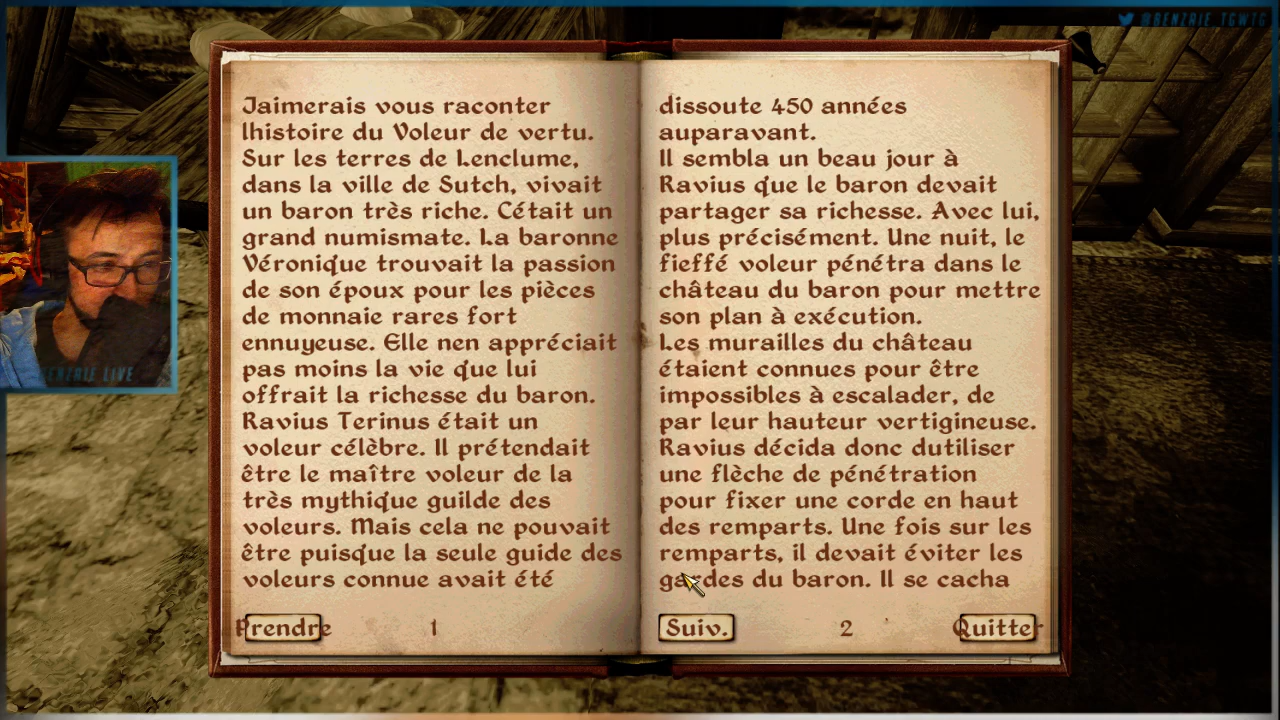 @BENZAIE_TGWTG
Jaimerais vous raconter
lhistoire du Voleur de vertu.
Sur les terres de Lenclume,
dans la ville de Sutch, vivait
un baron très riche. Cétait un
grand numismate. La baronne
Véronique trouvait la passion
de son époux pour les pièces
de monnaie rares fort
ennuyeuse. Elle nen appréciait
pas moins la vie que lui
offrait la richesse du baron.
Ravius Terinus était un
voleur célèbre. Il prétendait
être le maître voleur de la
très mythique guilde des
voleurs. Mais cela ne pouvait
être puisque la seule guide des
voleurs connue avait été
Prendre
1
dissoute 450 années
auparavant.
Il sembla un beau jour à
Ravius que le baron devait
partager sa richesse. Avec lui,
plus précisément. Une nuit, le
fieffé voleur pénétra dans le
château du baron pour mettre
son plan à exécution.
Les murailles du château
étaient connues pour être
impossibles à escalader, de
par leur hauteur vertigineuse.
Ravius décida donc dutiliser
une flèche de pénétration
pour fixer une corde en haut
des remparts. Une fois sur les
remparts, il devait éviter les
gardes du baron. Il se cacha
Suiv.
2
Quitter
BENZAIE LIVE